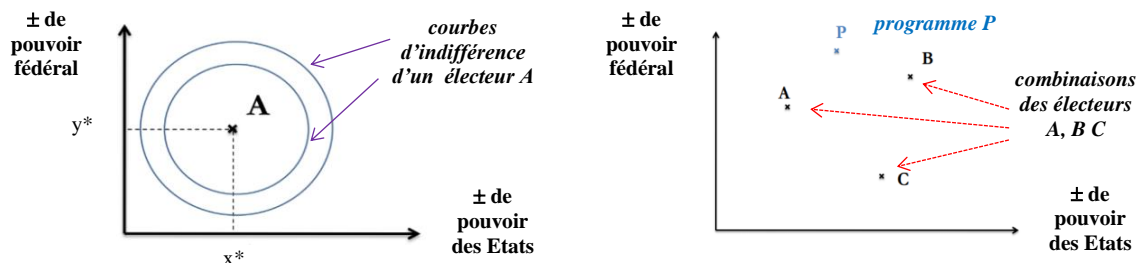 ± de
pouvoir
fédéral
courbes
d'indifférence
d'un électeur A
A
y*
x*
± de
pouvoir
des Etats
± de
pouvoir
fédéral
P
programme P
B
A
C
combinaisons
des électeurs
A, B C
± de
pouvoir
des Etats